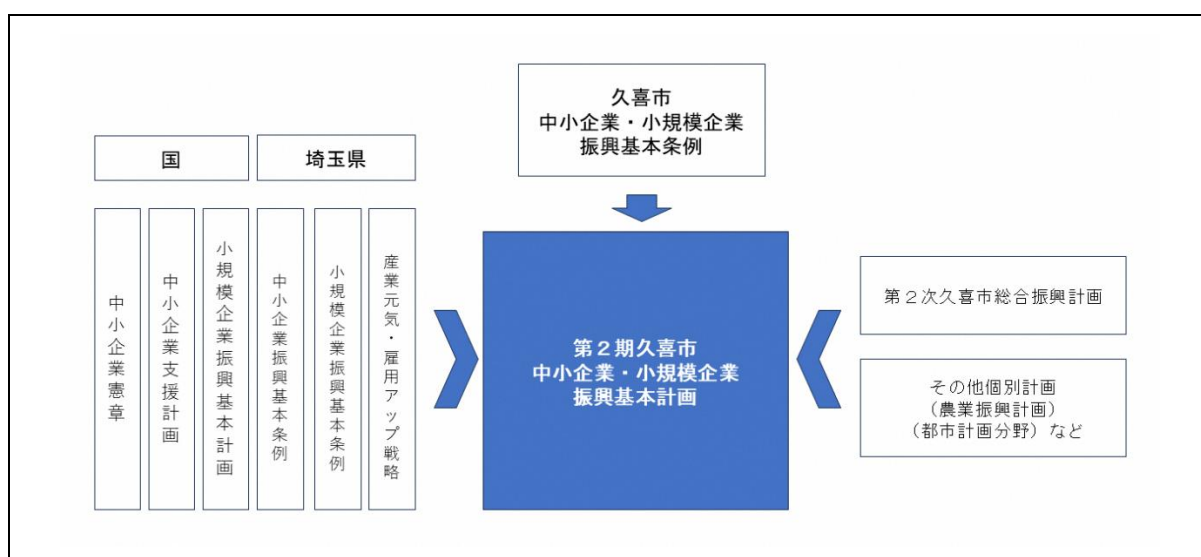 久喜市
中小企業・小規模企業
振興基本条例
国
埼玉県
中小企業憲章
中小企業支援計画
小規模企業振興基本計画
中小企業振興基本条例
小規模企業振興基本条例
産業元気・雇用アップ戦略
第２期久喜市
中小企業・小規模企業
振興基本計画
第２次久喜市総合振興計画
その他個別計画
（農業振興計画）
（都市計画分野）など